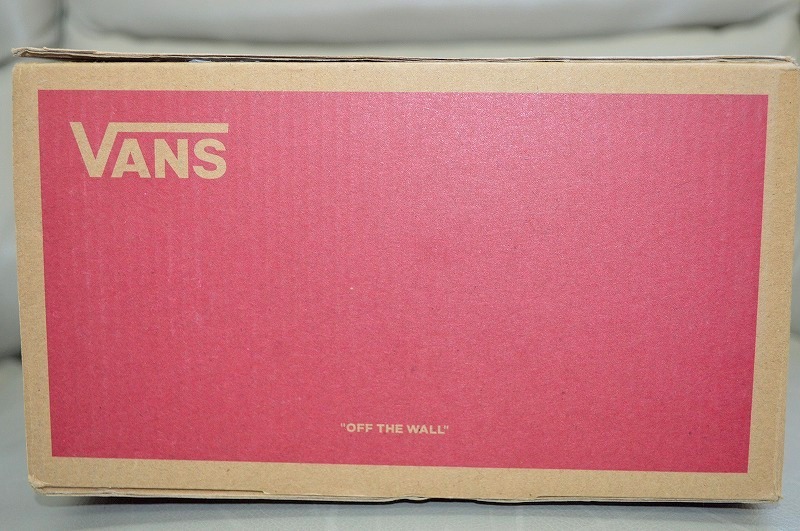 VANS
"OFF THE WALL"